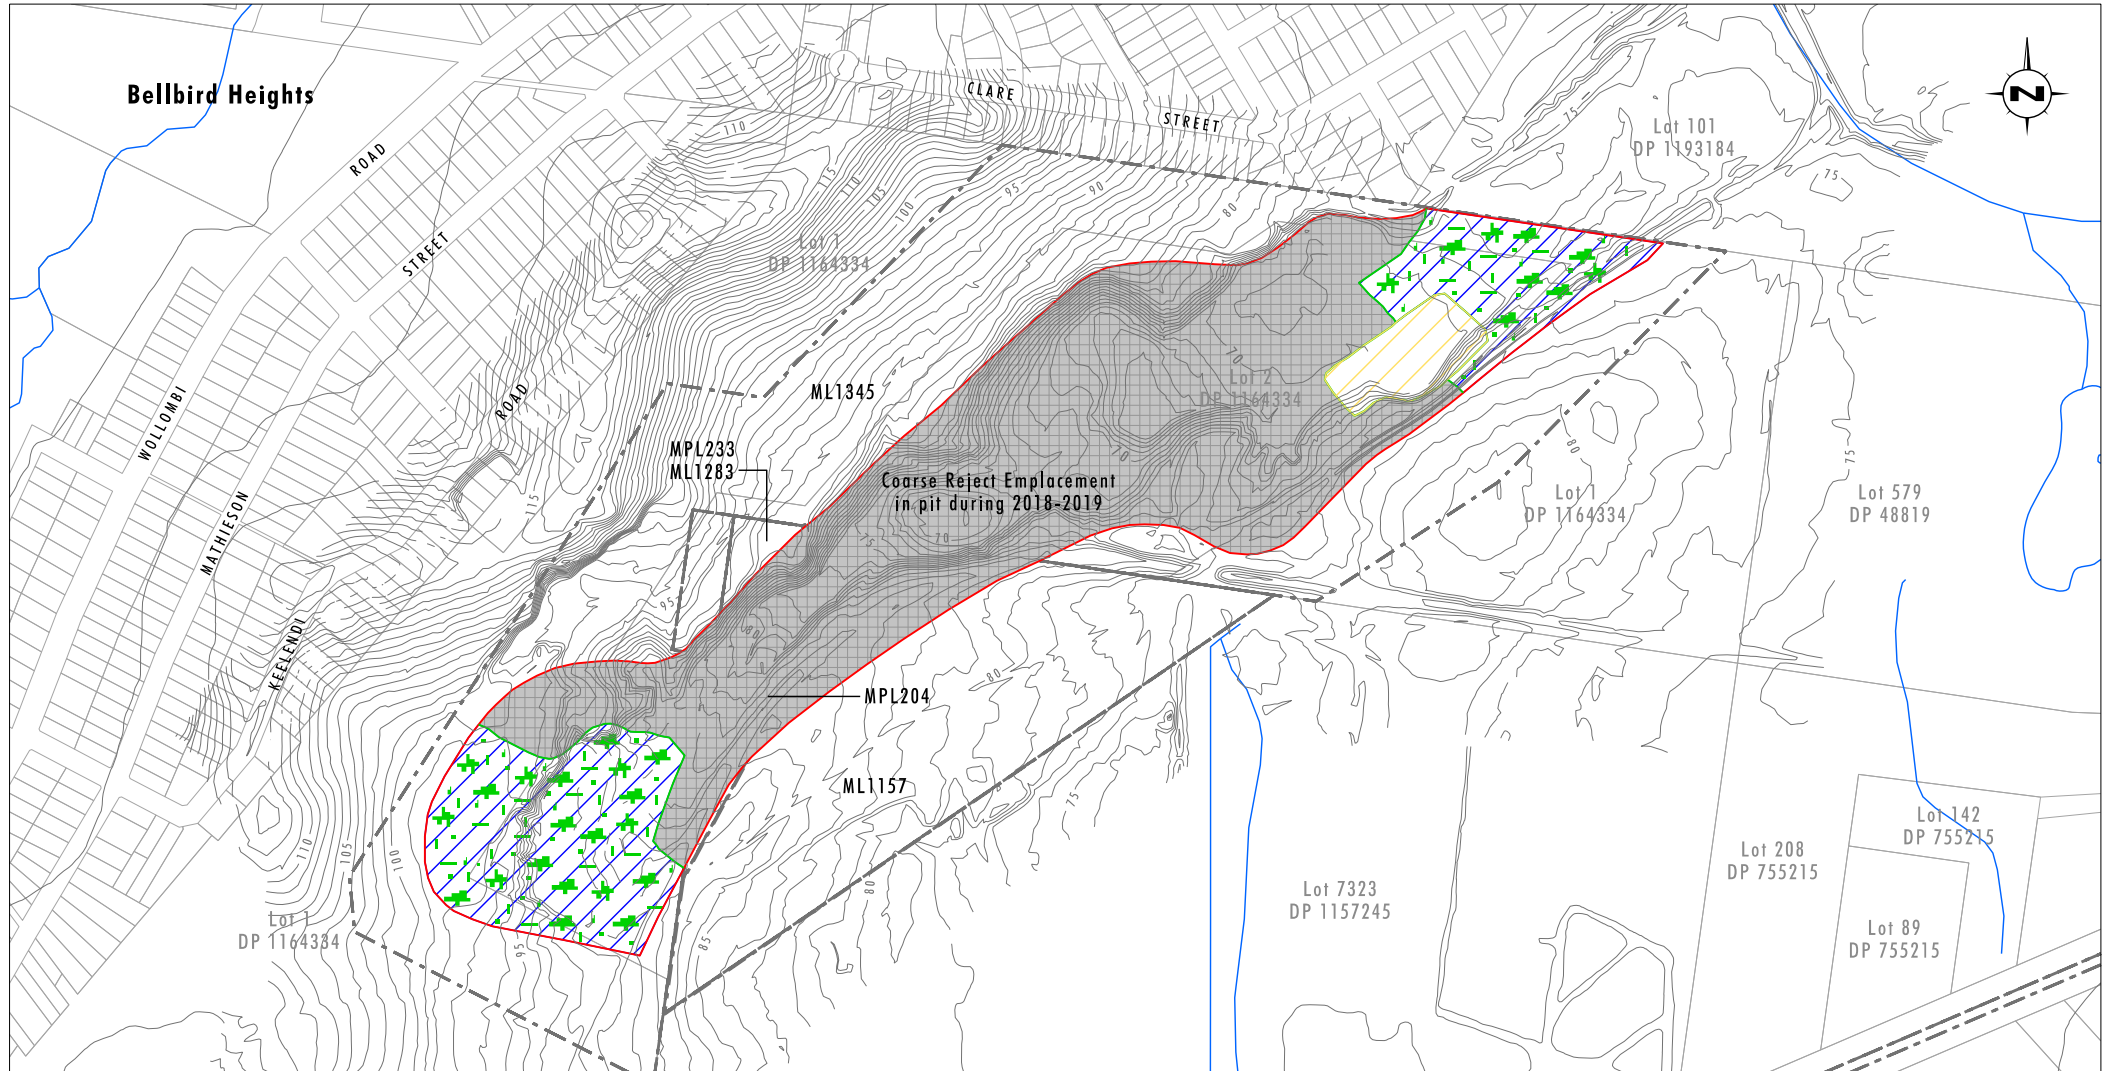 Bellbird Heights
CLARE
STREET
N
ROAD
STREET
ROAD
WOLLOMBI
MATHIESON
KEELENDI
Lot 101
DP 1193184
75
75
110
115
110
105
100
95
90
80
Lot 1
DP 1164334
ML1345
MPL233
ML1283
70
Lot 2
DP 1164334
70
Coarse Reject Emplacement
in pit during 2018-2019
75
70
80
Lot 1
DP 1164334
75
Lot 579
DP 48819
115
95
80
80
MPL204
ML1157
75
80
85
95
110
105
100
Lot 1
DP 1164334
Lot 7323
DP 1157245
Lot 208
DP 755215
Lot 142
DP 755215
Lot 89
DP 755215